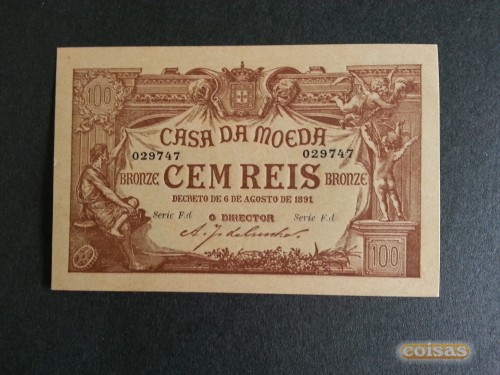 100
CASA DA MOEDA
029747 029747
BRONZE CEM REIS BRONZE
DECRETO DE 6 DE AGOSTO DE 1891
Serie F.d O DIRECTOR Serie F.d
100
coisas